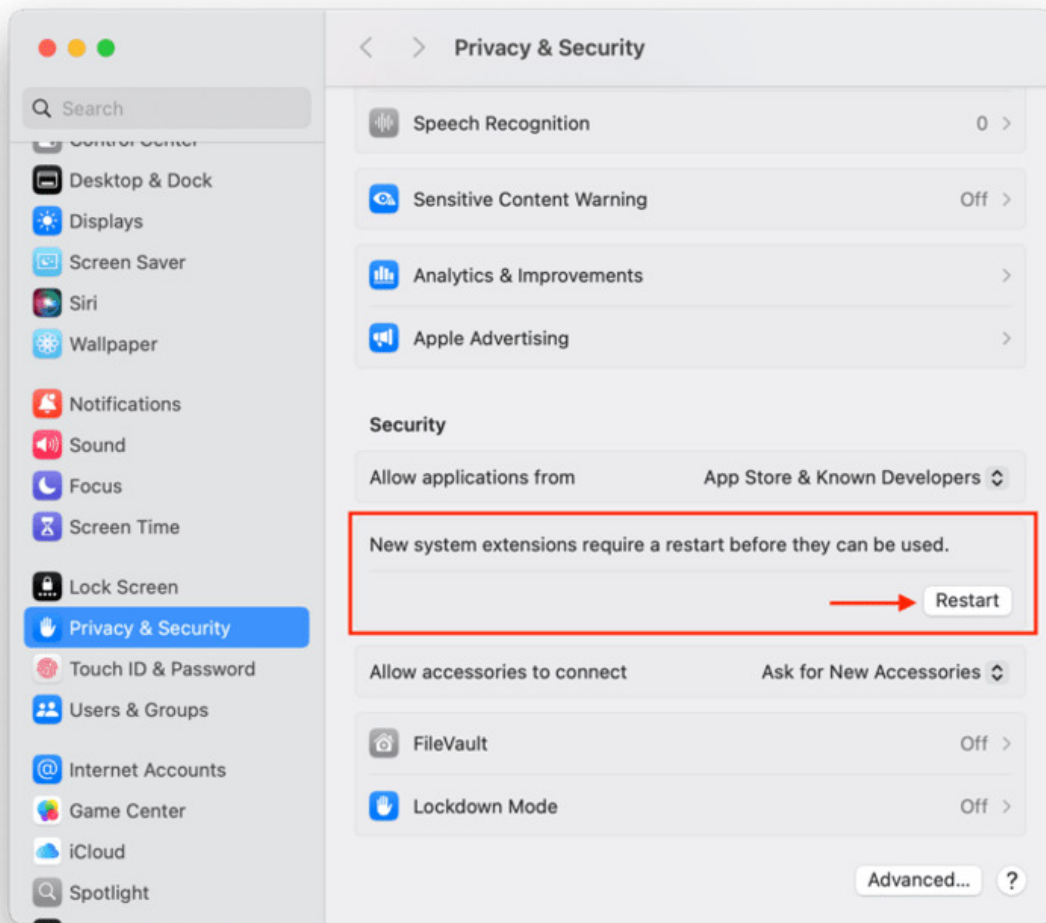 Search
Control Center
Desktop & Dock
Displays
Screen Saver
Siri
Wallpaper
Notifications
Sound
Focus
Screen Time
Lock Screen
Privacy & Security
Touch ID & Password
Users & Groups
Internet Accounts
Game Center
iCloud
Spotlight
Privacy & Security
Speech Recognition 0
Sensitive Content Warning Off
Analytics & Improvements
Apple Advertising
Security
Allow applications from App Store & Known Developers
New system extensions require a restart before they can be used.
Restart
Allow accessories to connect Ask for New Accessories
FileVault Off
Lockdown Mode Off
Advanced... ?